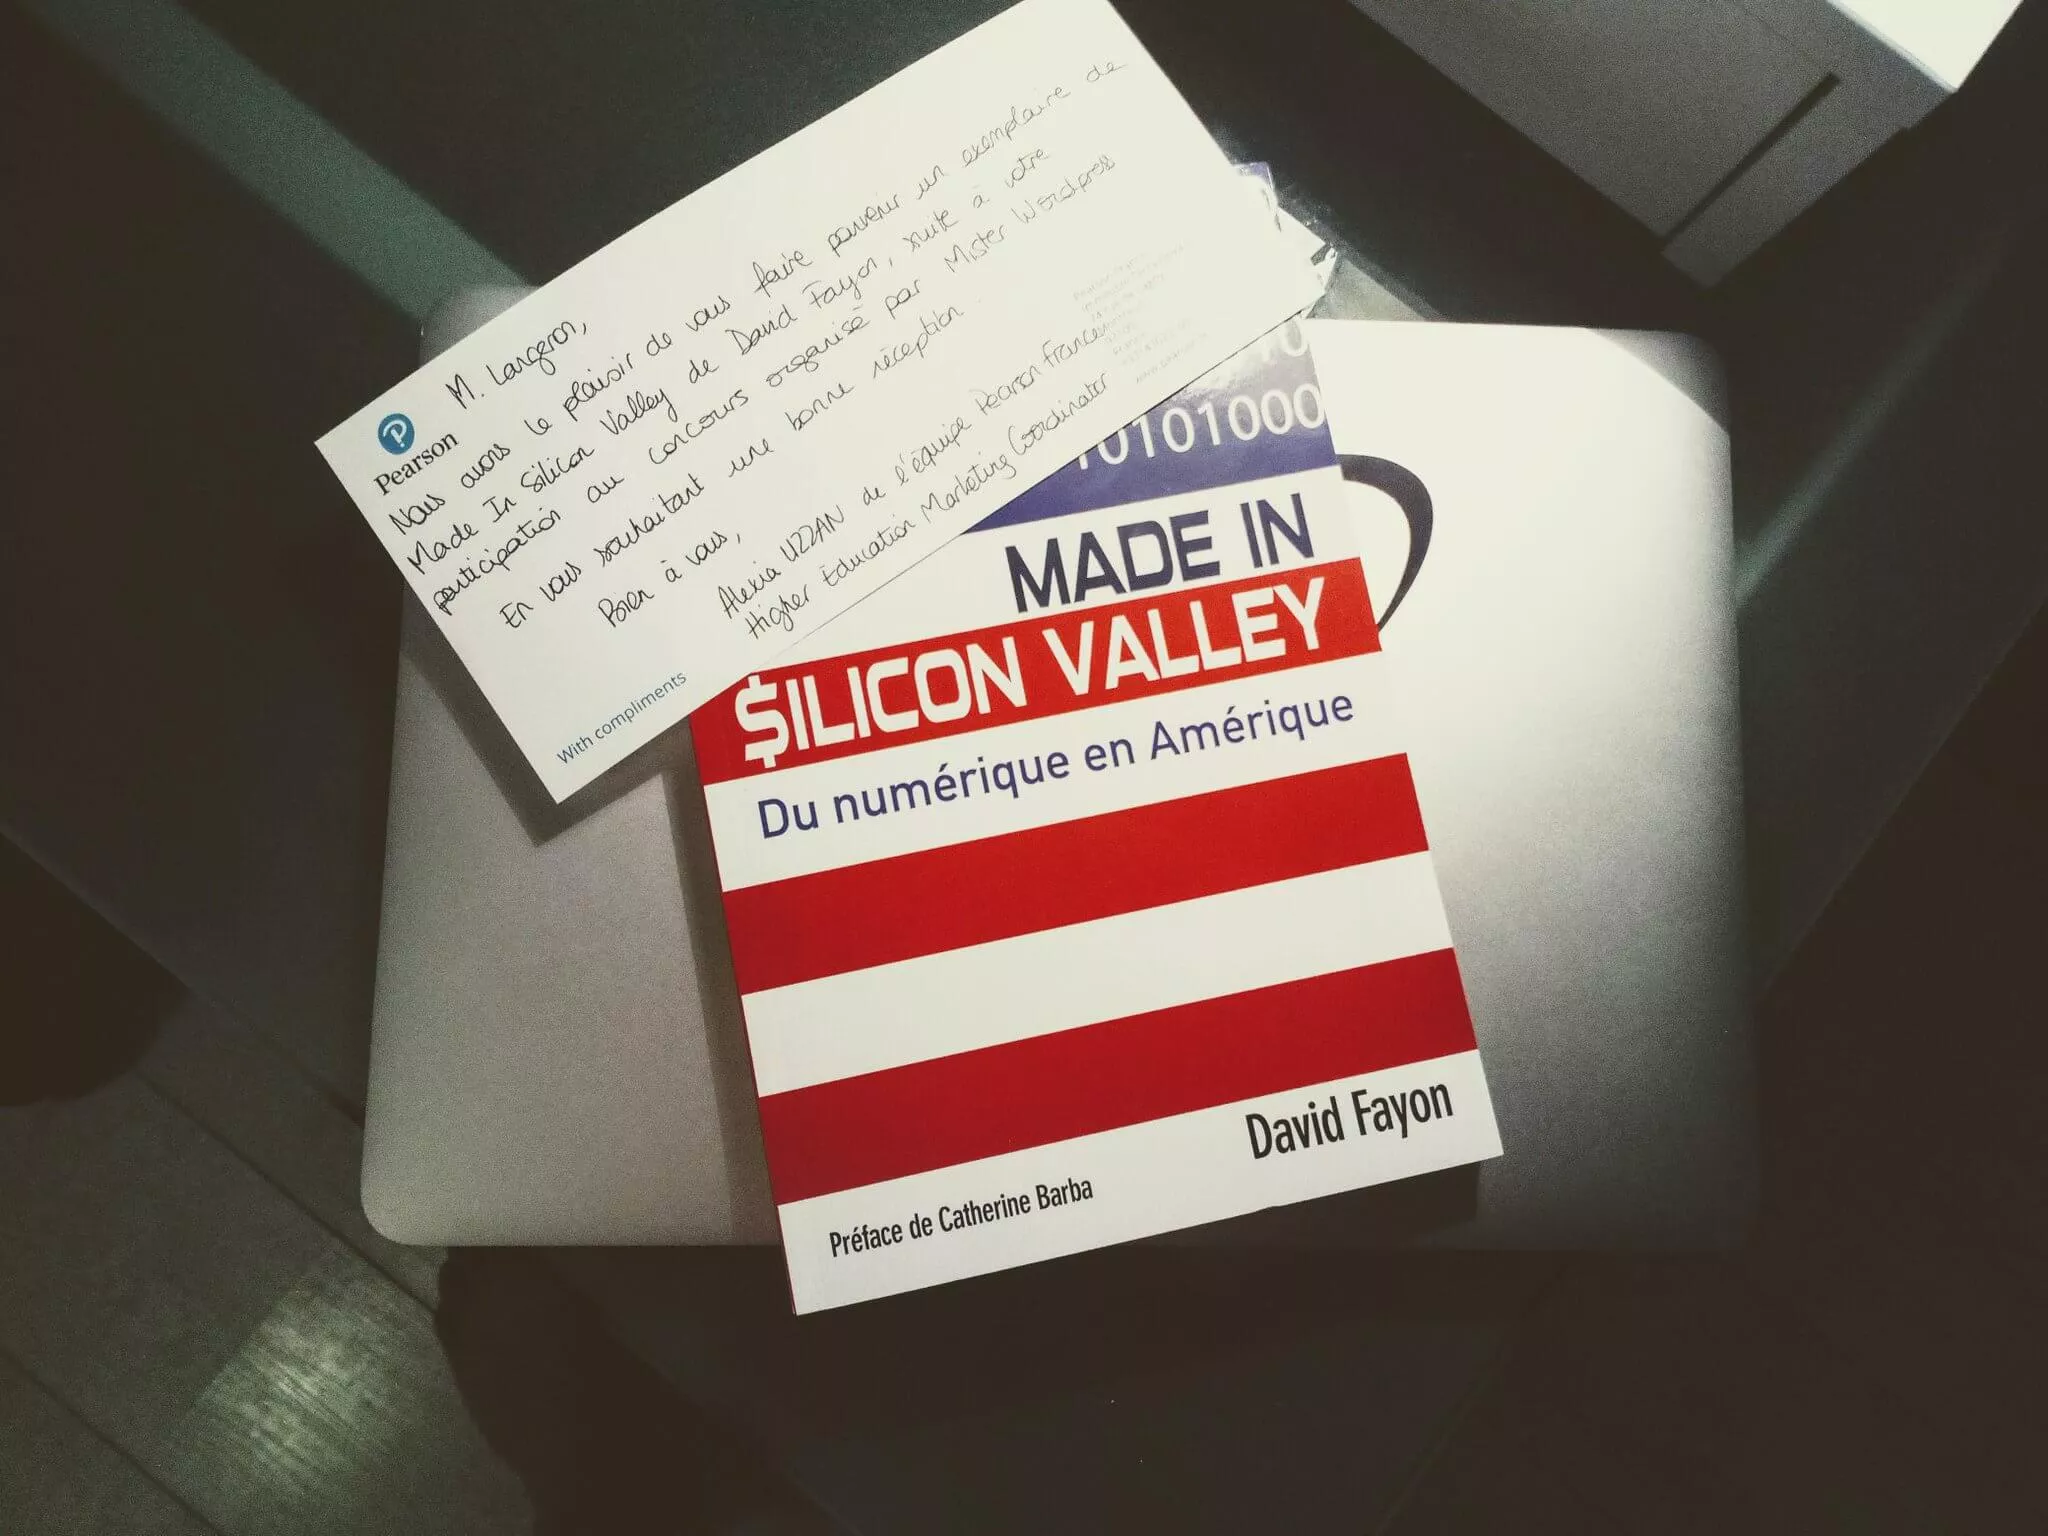 Pearson
M. Langeron,
Nous avons le plaisir de vous faire parvenir un exemplaire de
Made In Silicon Valley de David Fayon, suite à votre
participation au concours organisé par Mister Wordpress
En vous souhaitant une bonne réception.
Bien à vous,
Alexia UZZAN de l'équipe Pearson France
Higher Education Marketing Coordinator
With compliments
10101000
MADE IN
$ILICON VALLEY
Du numérique en Amérique
David Fayon
Préface de Catherine Barba